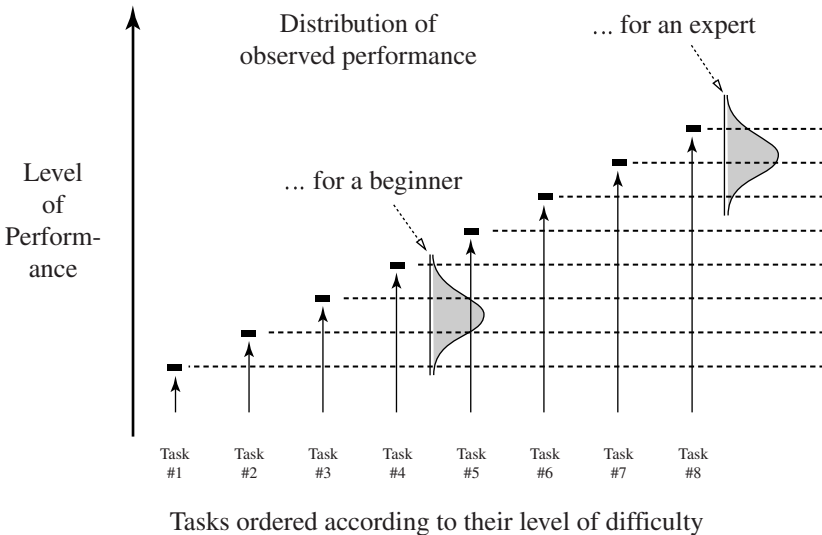 Distribution of
observed performance
... for an expert
... for a beginner
Level
of
Perform-
ance
Task
#1
Task
#2
Task
#3
Task
#4
Task
#5
Task
#6
Task
#7
Task
#8
Tasks ordered according to their level of difficulty